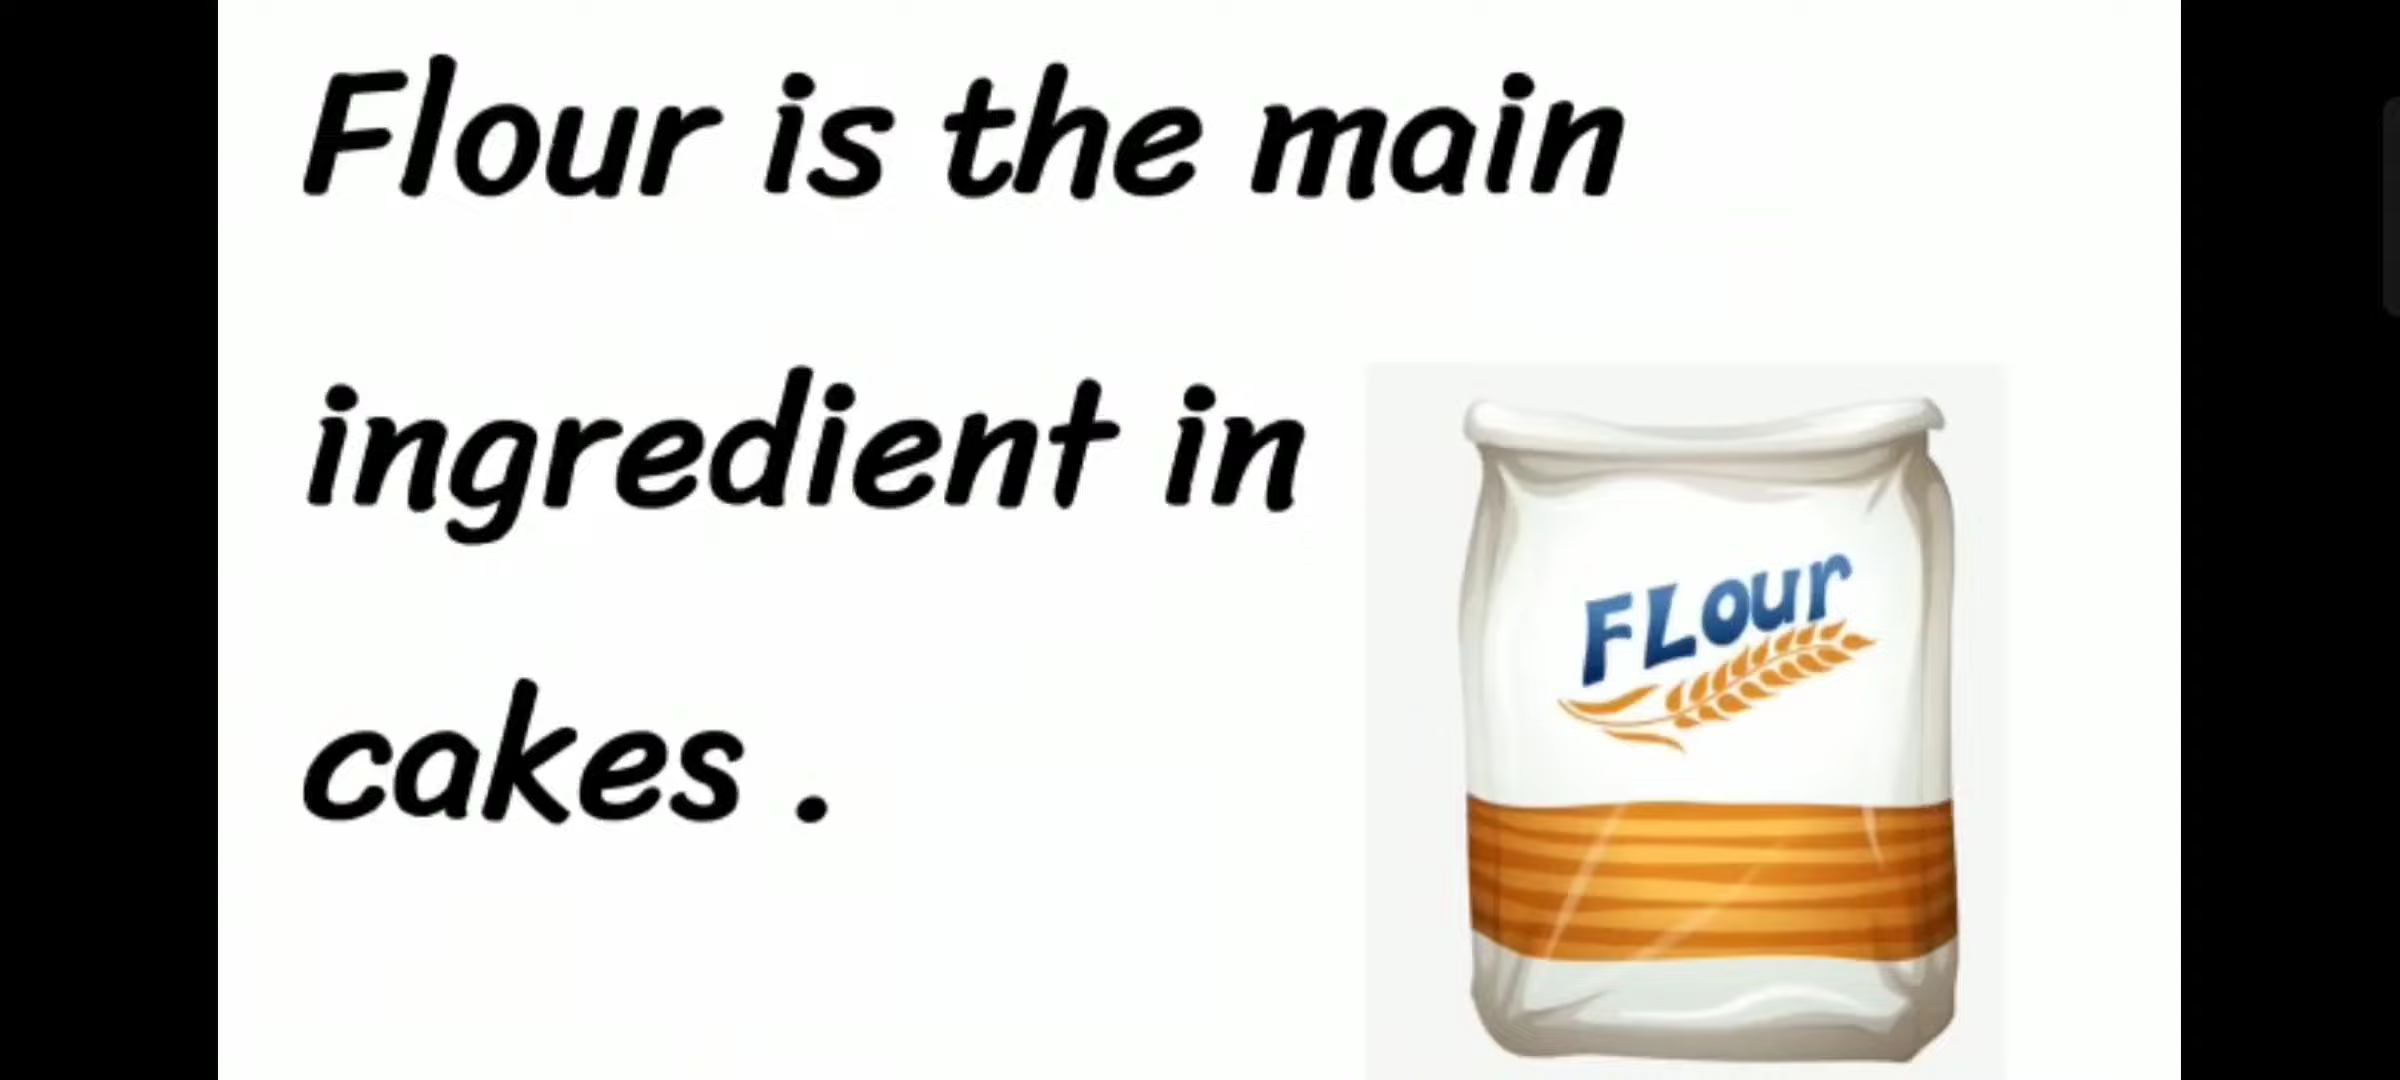 Flour is the main
ingredient in
cakes .
FLour